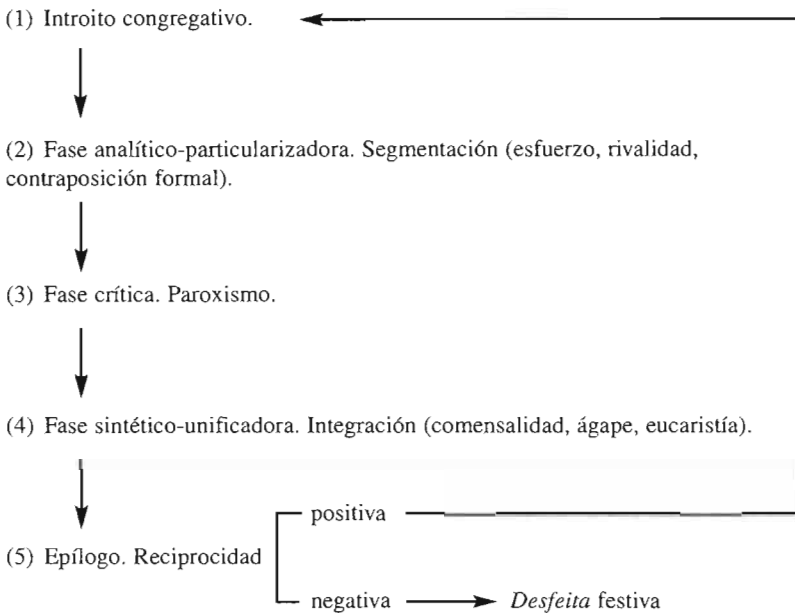 (1) Introito congregativo.
(2) Fase analítico-particularizadora. Segmentación (esfuerzo, rivalidad,
contraposición formal).
(3) Fase crítica. Paroxismo.
(4) Fase sintético-unificadora. Integración (comensalidad, ágape, eucaristía).
positiva
(5) Epílogo. Reciprocidad
negativa Desfeita festiva